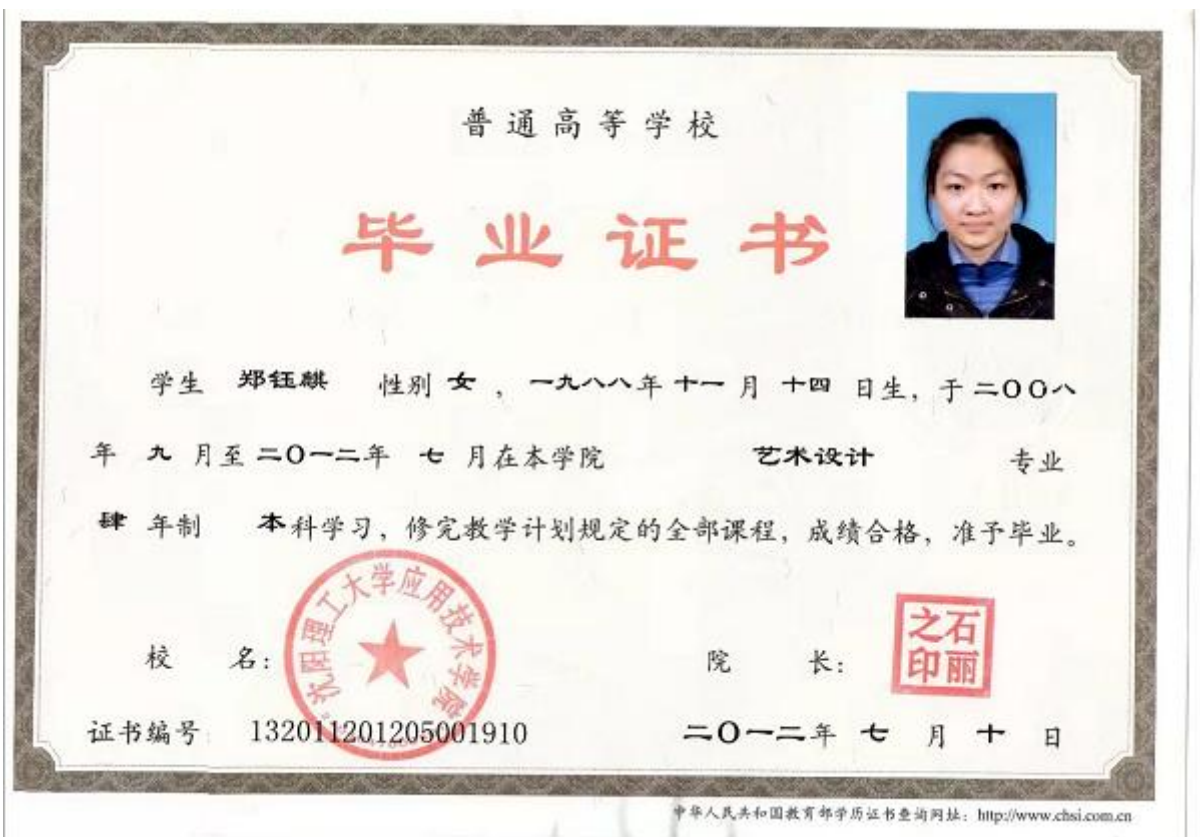 普通高等学校
毕业证书
学生 郑钰麒 性别 女 ，一九八八年 十一 月 十四 日生，于 二〇〇八
年 九 月至 二〇一二年 七 月在本学院 艺术设计 专业
肆 年制 本科学习，修完教学计划规定的全部课程，成绩合格，准予毕业。
沈阳理工大学应用技术学院
校 名：
院 长：
石丽之印
证书编号 132011201205001910
二〇一二年 七 月 十 日
中华人民共和国教育部学历证书查询网址：http://www.chsi.com.cn